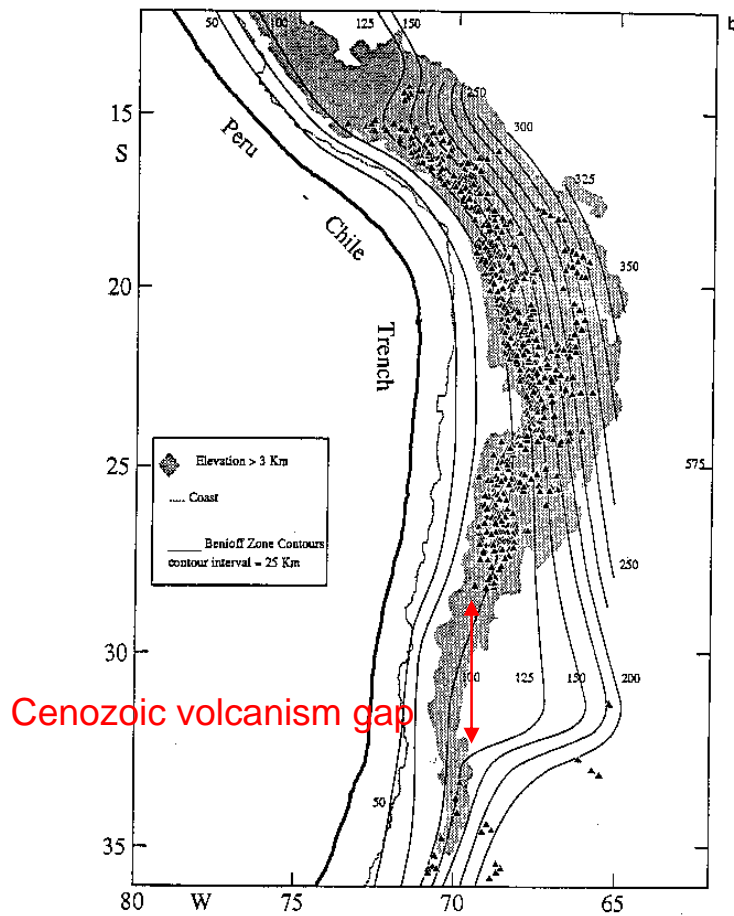 50
100
125
150
b
250
15
300
S
Peru
325
Chile
350
20
Trench
Elevation > 3 Km
25
575
..... Coast
Benioff Zone Contours
contour interval = 25 Km
250
30
100
125
150
200
Cenozoic volcanism gap
50
35
80
W
75
70
65